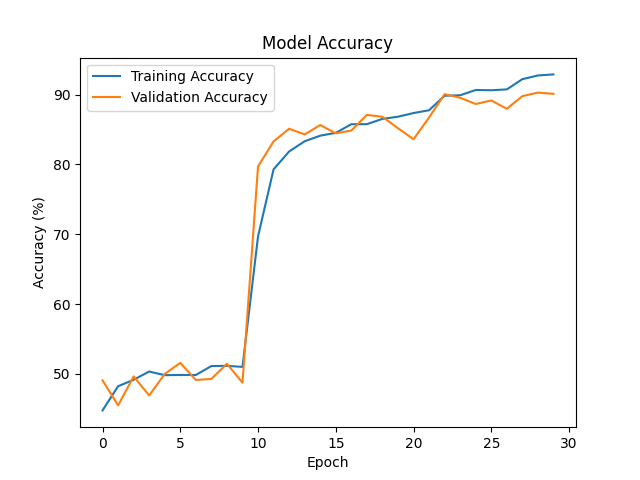 Model Accuracy
Training Accuracy
Validation Accuracy
Accuracy (%)
90
80
70
60
50
0 5 10 15 20 25 30
Epoch